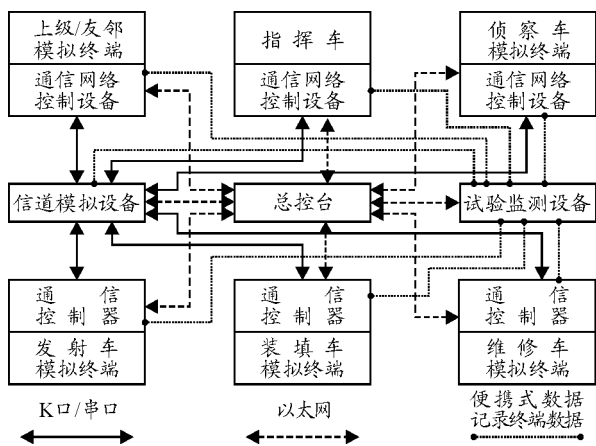 上级/友邻
模拟终端
通信网络
控制设备
指挥车
通信网络
控制设备
侦察车
模拟终端
通信网络
控制设备
信道模拟设备
总控台
试验监测设备
通信
控制器
发射车
模拟终端
通信
控制器
装填车
模拟终端
通信
控制器
维修车
模拟终端
K口/串口
以太网
便携式数据
记录终端数据